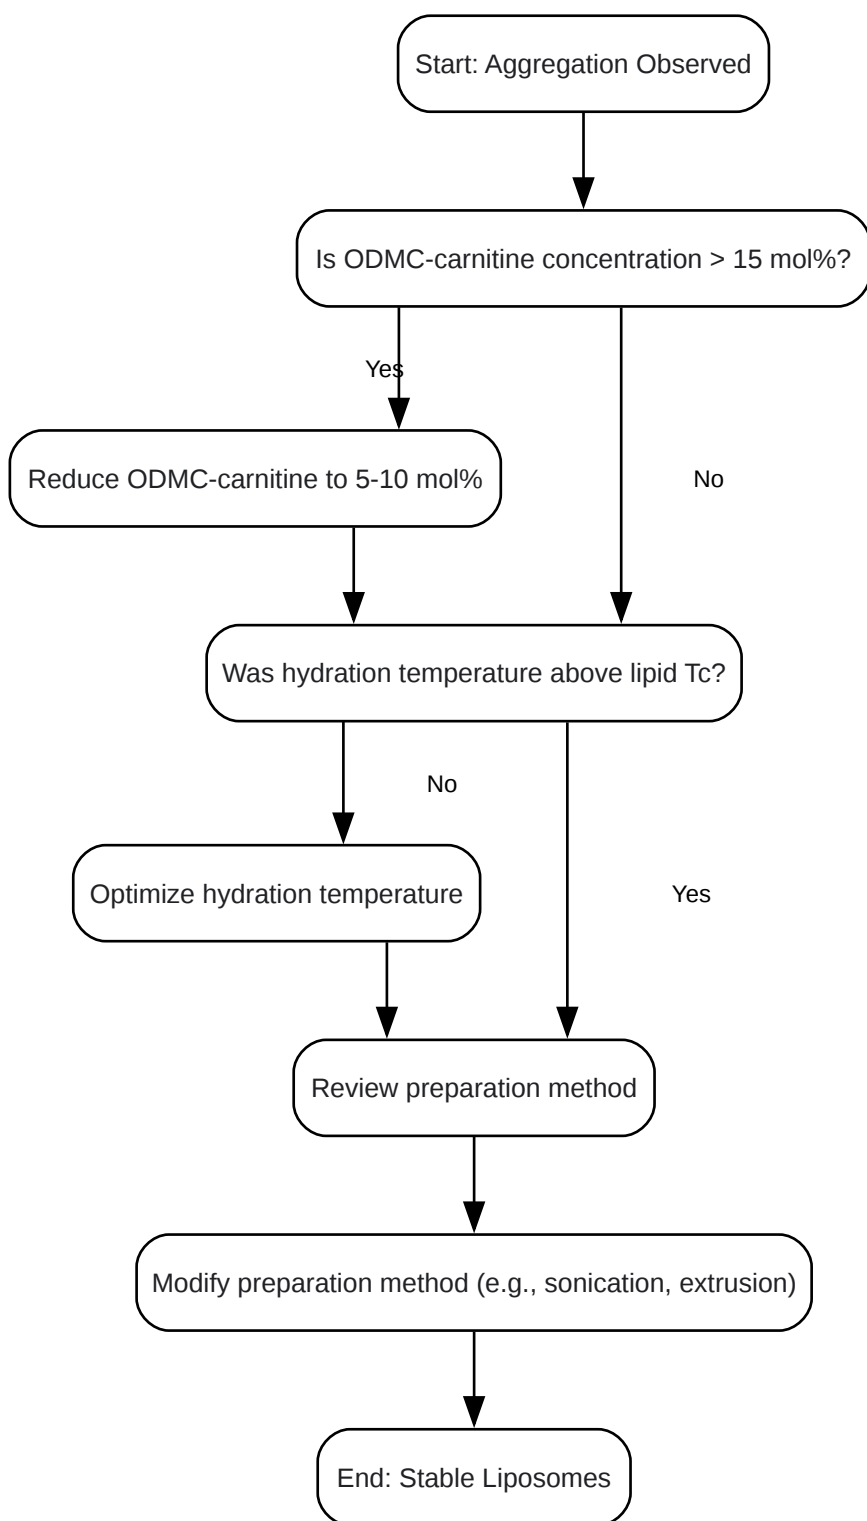 Start: Aggregation Observed
Is ODMC-carnitine concentration > 15 mol%?
Yes
Reduce ODMC-carnitine to 5-10 mol%
No
Was hydration temperature above lipid Tc?
No
Optimize hydration temperature
Yes
Review preparation method
Modify preparation method (e.g., sonication, extrusion)
End: Stable Liposomes